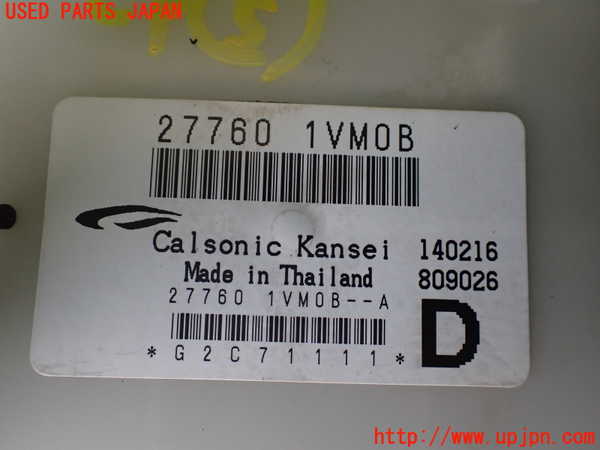 USED PARTS JAPAN
27760 1VM0B
Calsonic Kansei 140216
Made in Thailand 809026
27760 1VM0B--A
*G2C71111*
D
http://www.upjpn.com/